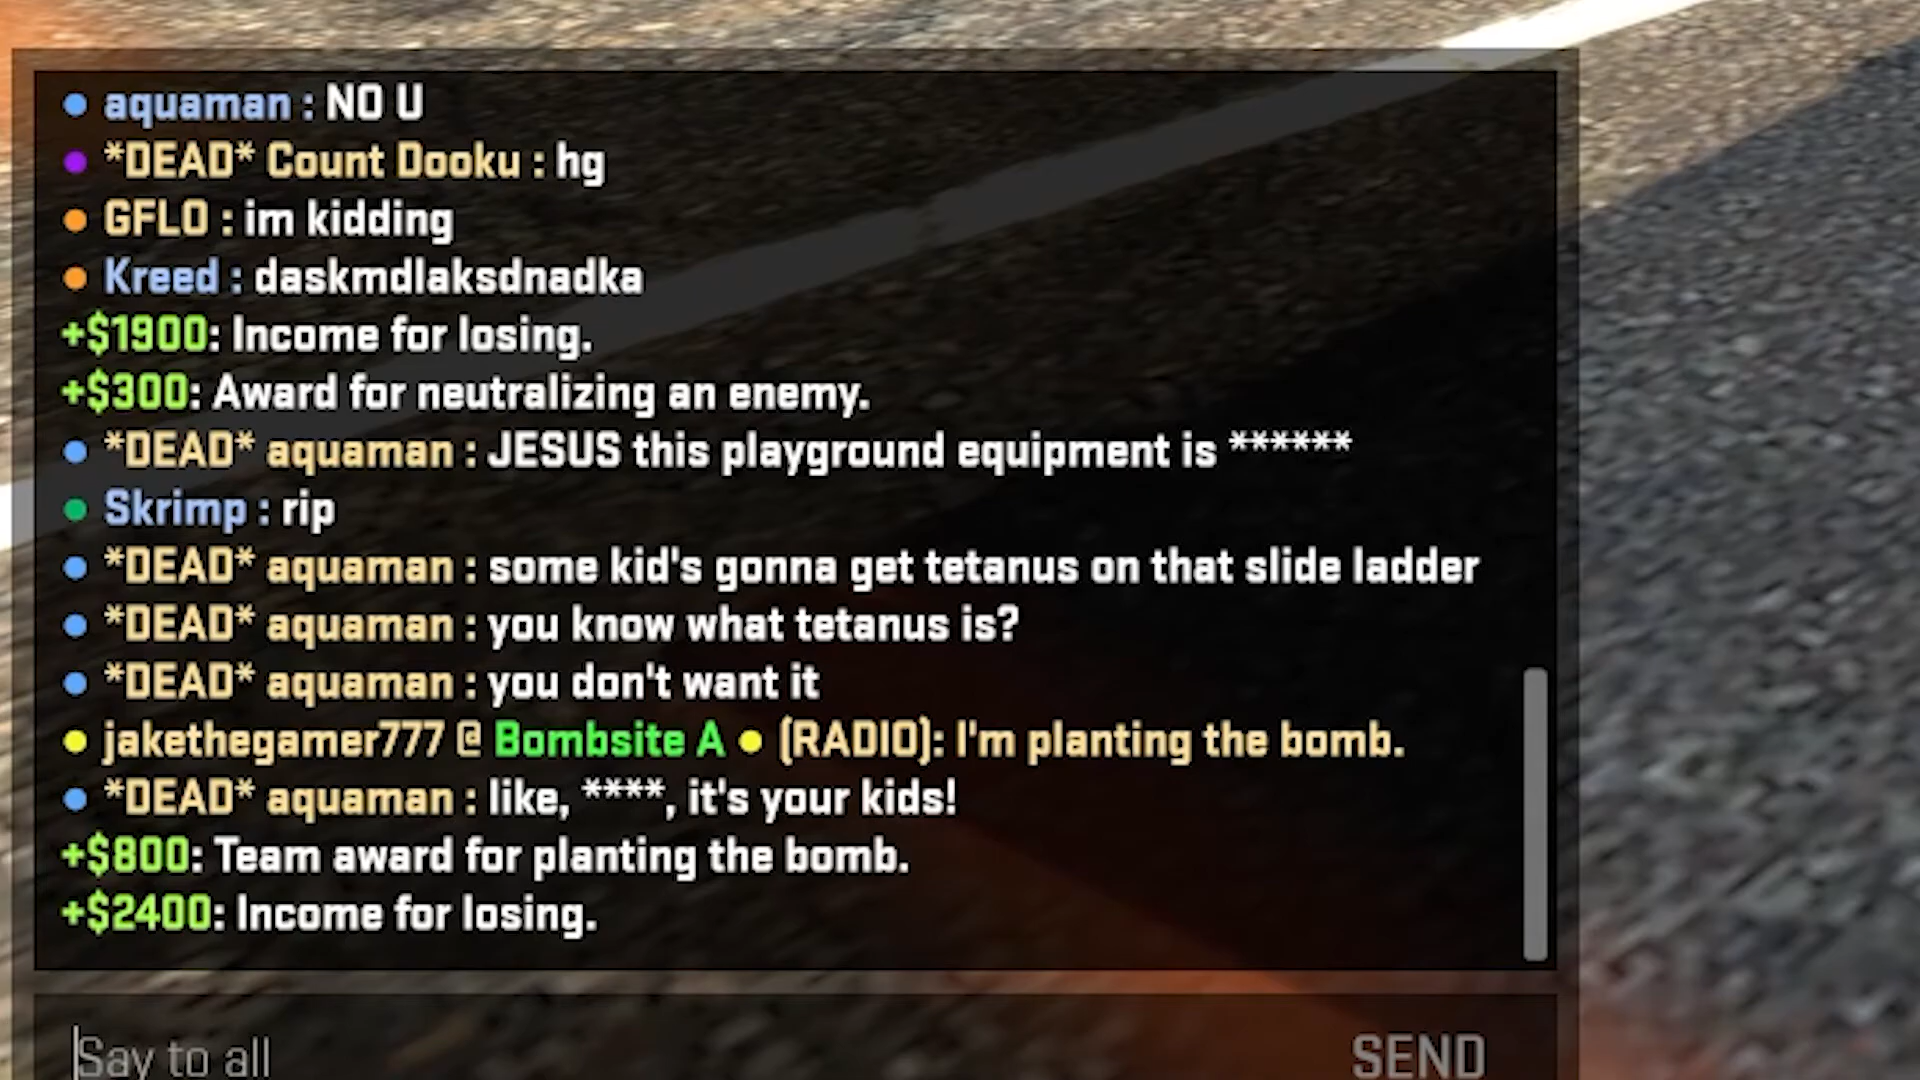 aquaman : NO U
*DEAD* Count Dooku : hg
GFLO : im kidding
Kreed : daskmdlaksdnadka
+$1900: Income for losing.
+$300: Award for neutralizing an enemy.
*DEAD* aquaman : JESUS this playground equipment is ******
Skrimp : rip
*DEAD* aquaman : some kid's gonna get tetanus on that slide ladder
*DEAD* aquaman : you know what tetanus is?
*DEAD* aquaman : you don't want it
jakethegamer777 @ Bombsite A ● (RADIO): I'm planting the bomb.
*DEAD* aquaman : like, ****, it's your kids!
+$800: Team award for planting the bomb.
+$2400: Income for losing.
Say to all SEND